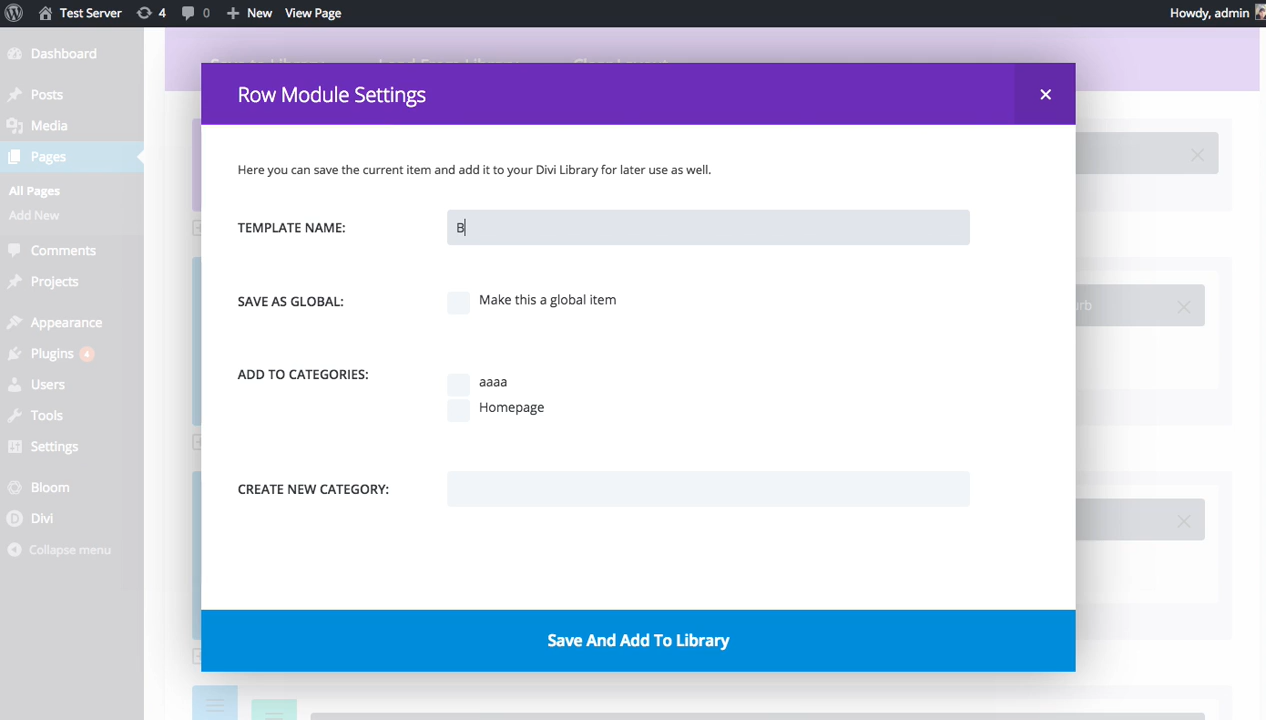 Test Server 4 0 New View Page Howdy, admin
Dashboard
Posts
Media
Pages
All Pages
Add New
Comments
Projects
Appearance
Plugins 4
Users
Tools
Settings
Bloom
Divi
Collapse menu
Row Module Settings
Here you can save the current item and add it to your Divi Library for later use as well.
TEMPLATE NAME: B
SAVE AS GLOBAL: Make this a global item
ADD TO CATEGORIES: aaaa
Homepage
CREATE NEW CATEGORY:
Save And Add To Library